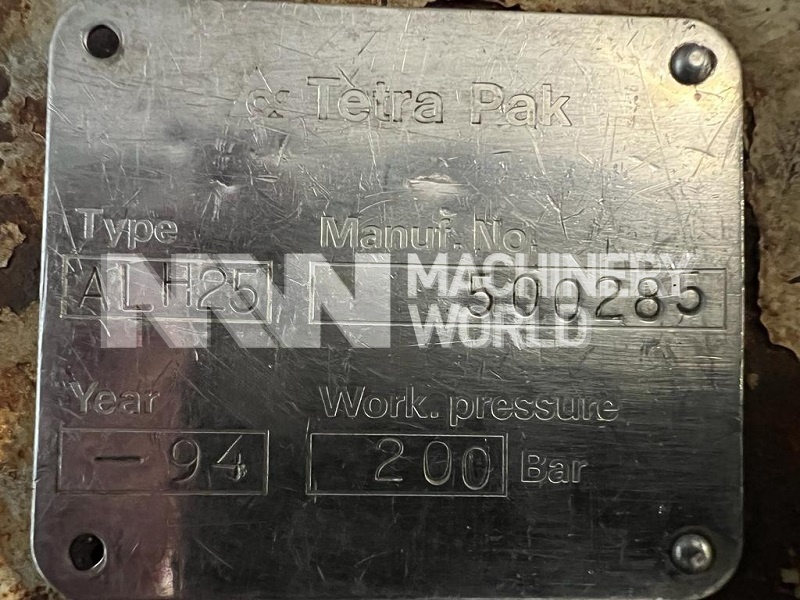 α Tetra Pak
Type Manuf. No.
ALH25 500285
MACHINERY
WORLD
Year Work. pressure
-94 200 Bar